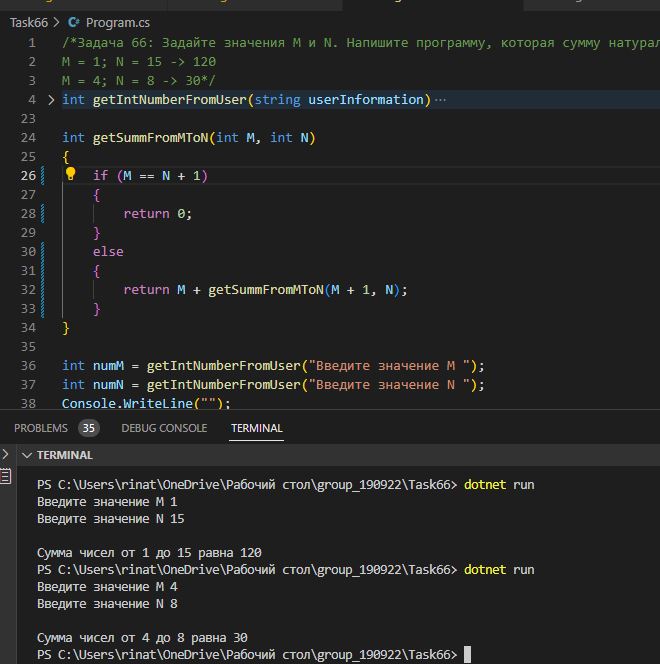 Task66 > C# Program.cs
1 /*Задача 66: Задайте значения M и N. Напишите программу, которая сумму натурал
2 M = 1; N = 15 -> 120
3 M = 4; N = 8 -> 30*/
4 > int getIntNumberFromUser(string userInformation) ···
23
24 int getSummFromMToN(int M, int N)
25 {
26 if (M == N + 1)
27 {
28 return 0;
29 }
30 else
31 {
32 return M + getSummFromMToN(M + 1, N);
33 }
34 }
35
36 int numM = getIntNumberFromUser("Введите значение M ");
37 int numN = getIntNumberFromUser("Введите значение N ");
38 Console.WriteLine("");
PROBLEMS 35 DEBUG CONSOLE TERMINAL
TERMINAL
PS C:\Users\rinat\OneDrive\Рабочий стол\group_190922\Task66> dotnet run
Введите значение M 1
Введите значение N 15
Сумма чисел от 1 до 15 равна 120
PS C:\Users\rinat\OneDrive\Рабочий стол\group_190922\Task66> dotnet run
Введите значение M 4
Введите значение N 8
Сумма чисел от 4 до 8 равна 30
PS C:\Users\rinat\OneDrive\Рабочий стол\group_190922\Task66>